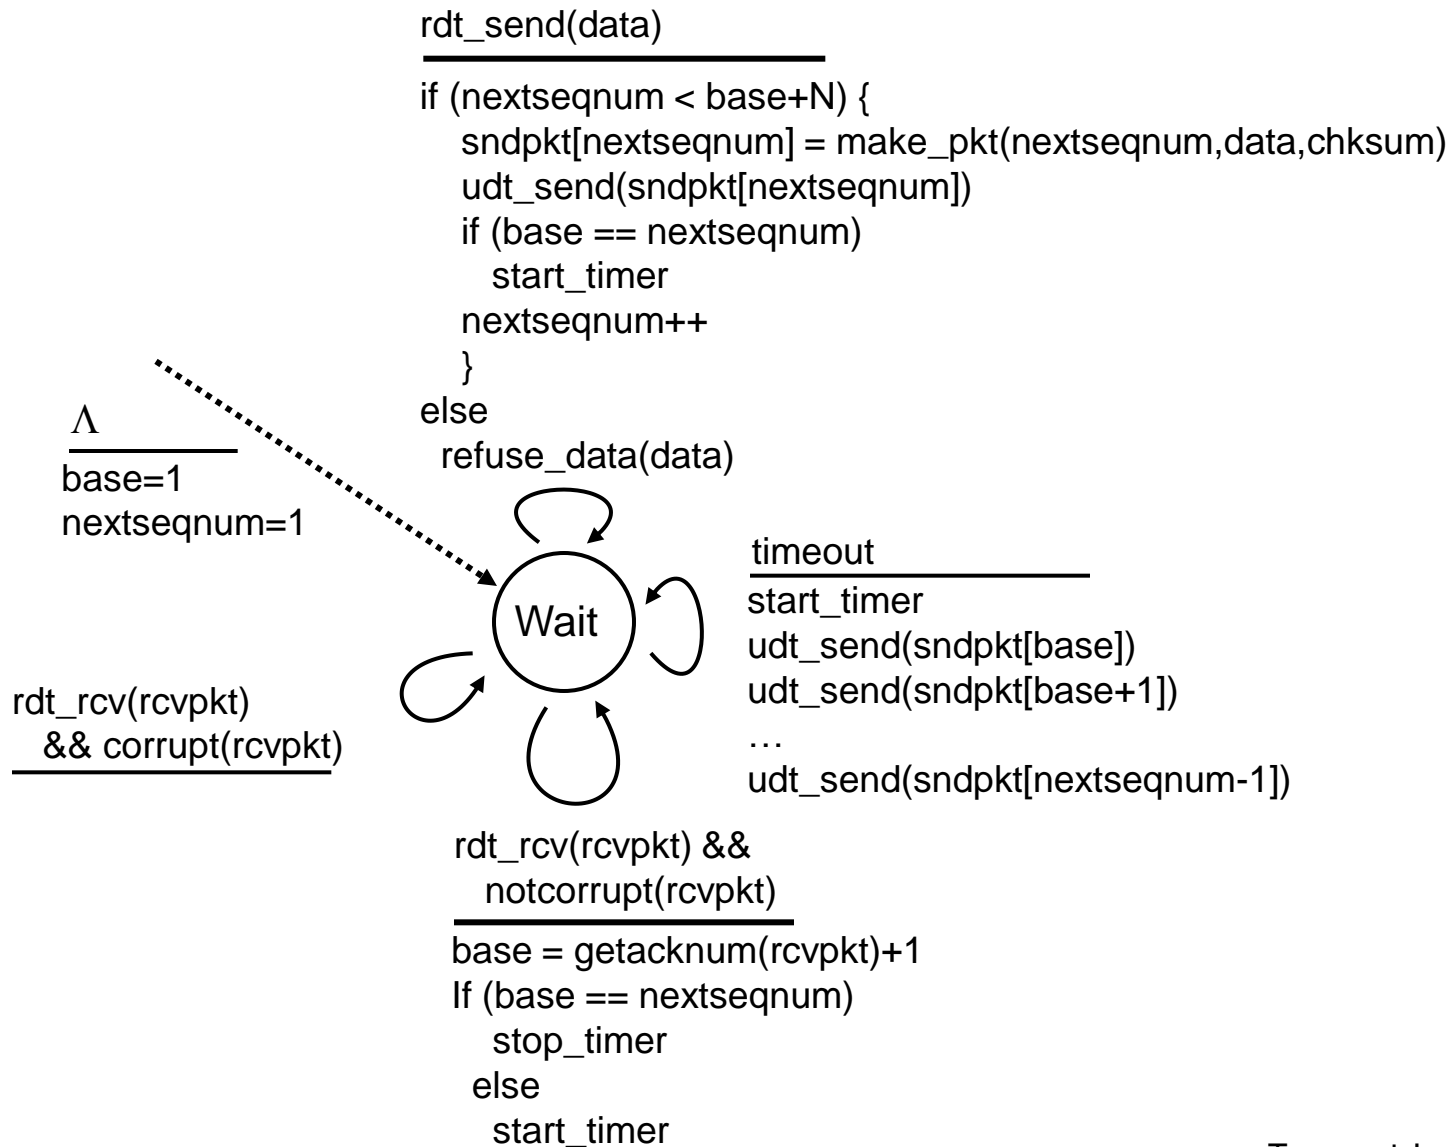 rdt_send(data)
if (nextseqnum < base+N) {
sndpkt[nextseqnum] = make_pkt(nextseqnum,data,chksum)
udt_send(sndpkt[nextseqnum])
if (base == nextseqnum)
start_timer
nextseqnum++
}
else
refuse_data(data)
Λ
base=1
nextseqnum=1
Wait
timeout
start_timer
udt_send(sndpkt[base])
udt_send(sndpkt[base+1])
…
udt_send(sndpkt[nextseqnum-1])
rdt_rcv(rcvpkt)
&& corrupt(rcvpkt)
rdt_rcv(rcvpkt) &&
notcorrupt(rcvpkt)
base = getacknum(rcvpkt)+1
If (base == nextseqnum)
stop_timer
else
start_timer